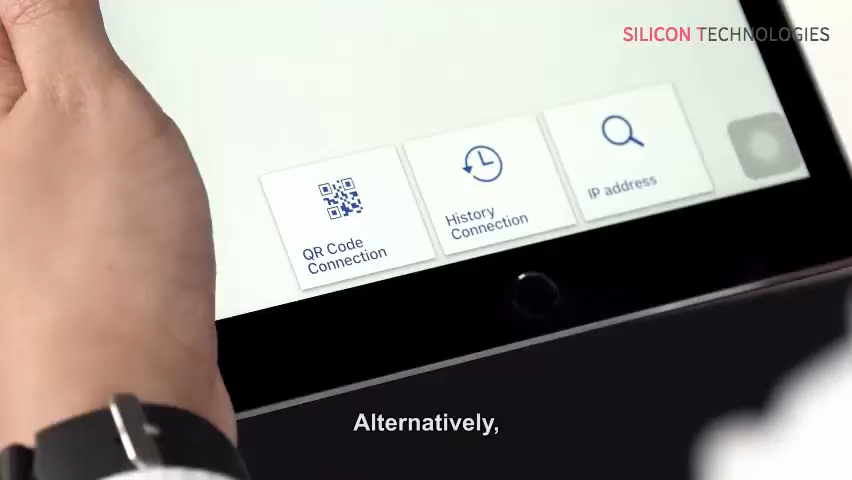 SILICON TECHNOLOGIES
QR Code
Connection
History
Connection
IP address
Alternatively,